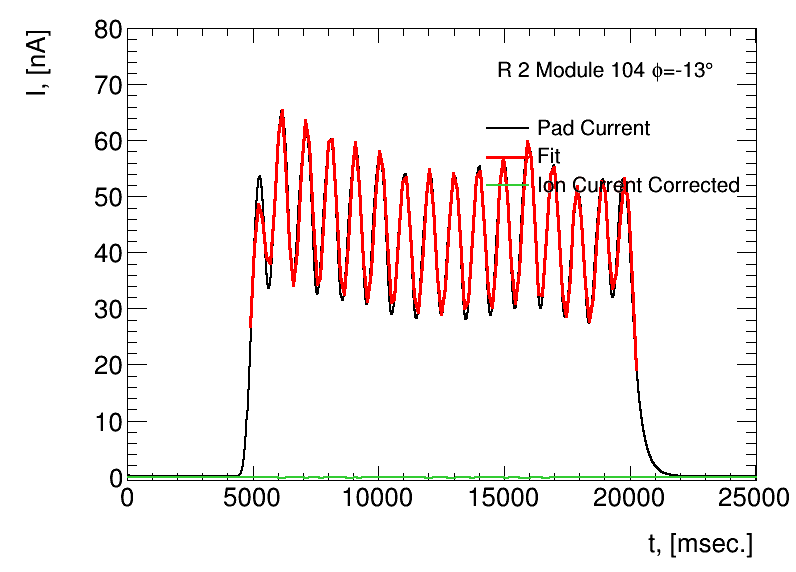 I, [nA]
80
70
60
50
40
30
20
10
0
R 2 Module 104 ϕ=-13°
Pad Current
Fit
Ion Current Corrected
0 5000 10000 15000 20000 25000
t, [msec.]